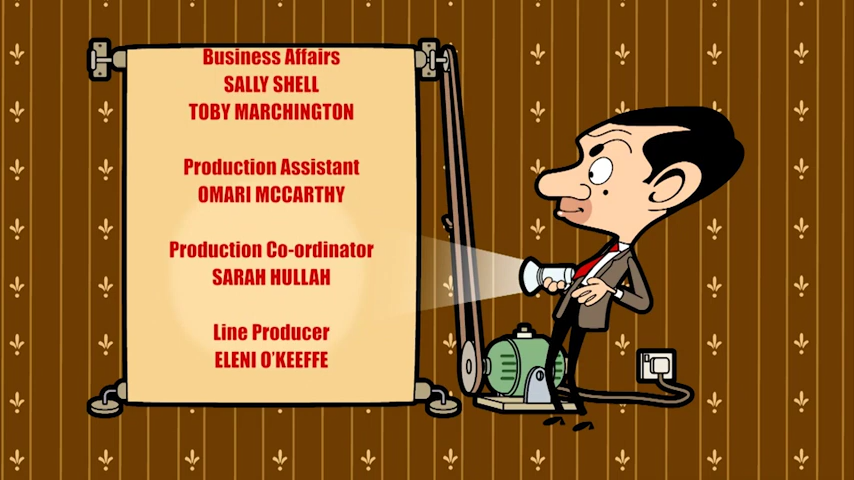 Business Affairs
SALLY SHELL
TOBY MARCHINGTON
Production Assistant
OMARI MCCARTHY
Production Co-ordinator
SARAH HULLAH
Line Producer
ELENI O'KEEFFE